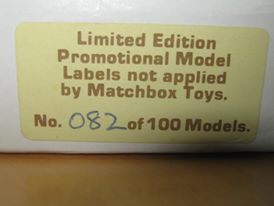 Limited Edition
Promotional Model
Labels not applied
by Matchbox Toys.
No. 082 of 100 Models.